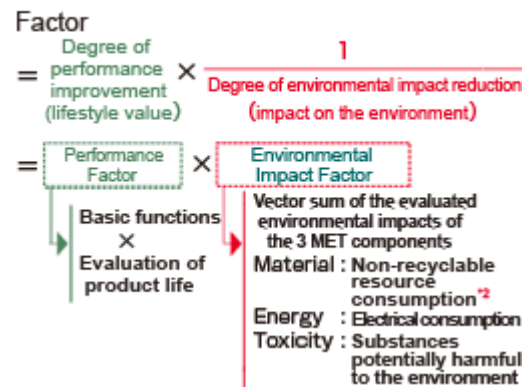 Factor
= Degree of performance improvement (lifestyle value) × 1 / Degree of environmental impact reduction (impact on the environment)
= Performance Factor × Environmental Impact Factor
Basic functions
×
Evaluation of
product life
Vector sum of the evaluated
environmental impacts of
the 3 MET components
Material : Non-recyclable
resource
consumption*2
Energy : Electrical consumption
Toxicity : Substances
potentially harmful
to the environment